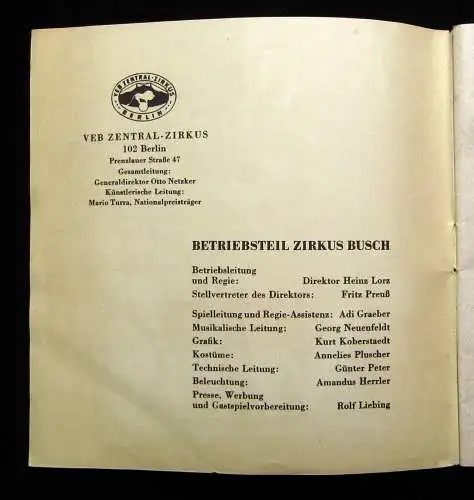 VEB ZENTRAL-ZIRKUS
BERLIN
VEB ZENTRAL-ZIRKUS
102 Berlin
Prenzlauer Straße 47
Gesamtleitung:
Generaldirektor Otto Netzker
Künstlerische Leitung:
Mario Turra, Nationalpreisträger
BETRIEBSTEIL ZIRKUS BUSCH
Betriebsleitung
und Regie: Direktor Heinz Lorz
Stellvertreter des Direktors: Fritz Preuß
Spielleitung und Regie-Assistenz: Adi Graeber
Musikalische Leitung: Georg Neuenfeldt
Grafik: Kurt Koberstaedt
Kostüme: Annelies Pluscher
Technische Leitung: Günter Peter
Beleuchtung: Amandus Herrler
Presse, Werbung
und Gastspielvorbereitung: Rolf Liebing